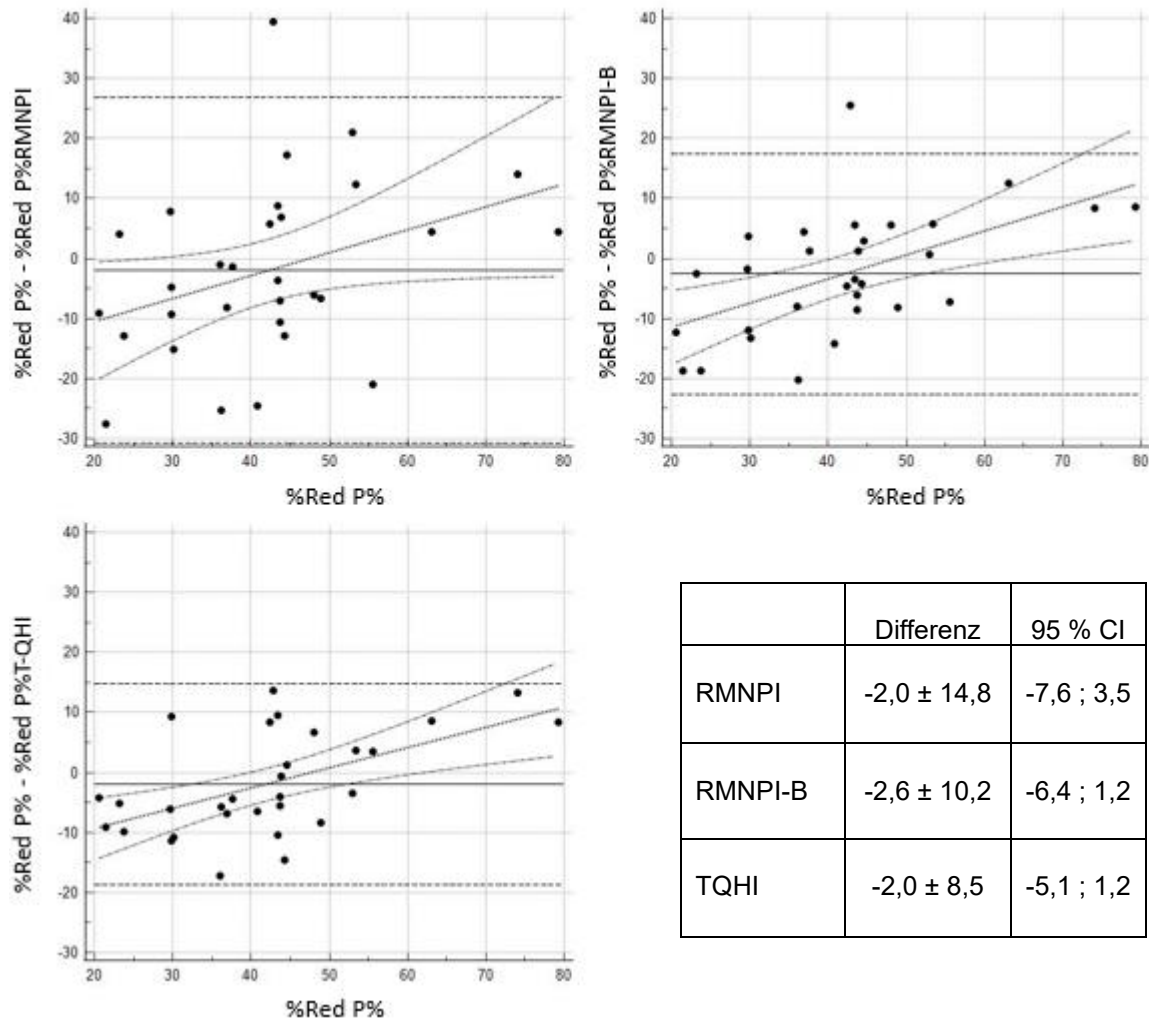 %Red P% - %Red P%RMNPI
40
30
20
10
0
-10
-20
-30
20 30 40 50 60 70 80
%Red P%
%Red P% - %Red P%RMNPI-B
40
30
20
10
0
-10
-20
-30
20 30 40 50 60 70 80
%Red P%
%Red P% - %Red P%T-QHI
40
30
20
10
0
-10
-20
-30
20 30 40 50 60 70 80
%Red P%
Differenz 95 % CI
RMNPI -2,0 ± 14,8 -7,6 ; 3,5
RMNPI-B -2,6 ± 10,2 -6,4 ; 1,2
TQHI -2,0 ± 8,5 -5,1 ; 1,2